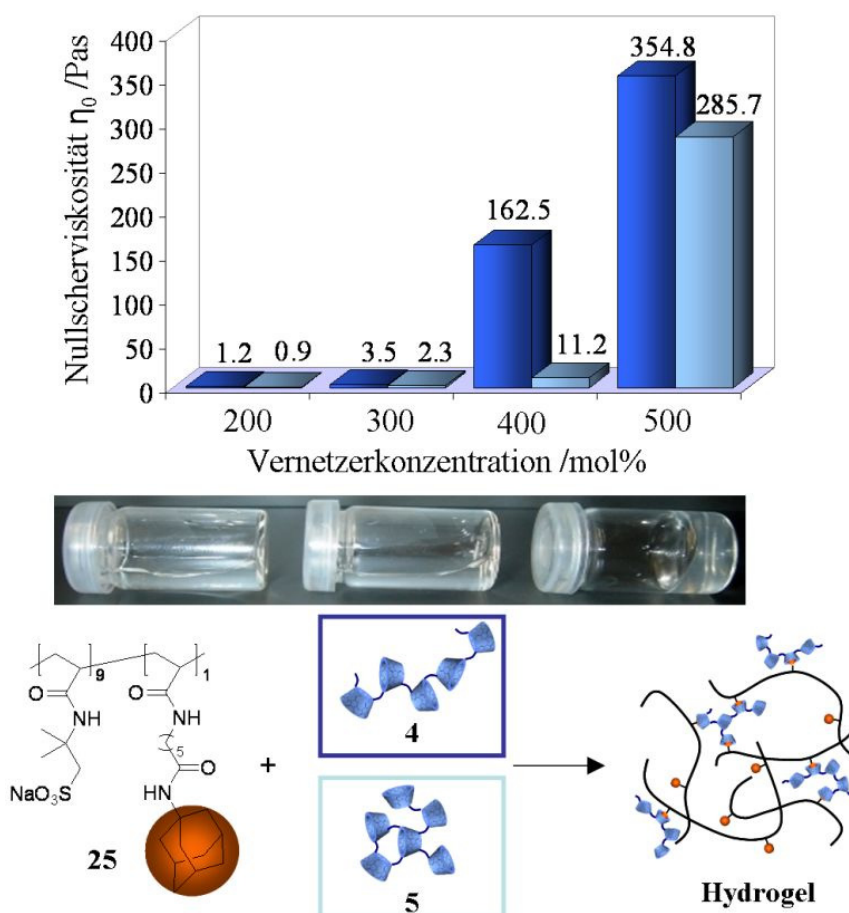 Nullscherviskosität η₀ /Pas
400
350
300
250
200
150
100
50
0
1.2
0.9
3.5
2.3
162.5
11.2
354.8
285.7
200
300
400
500
Vernetzerkonzentration /mol%
9
1
O
NH
NaO₃S
O
NH
5
O
HN
25
+
4
5
Hydrogel